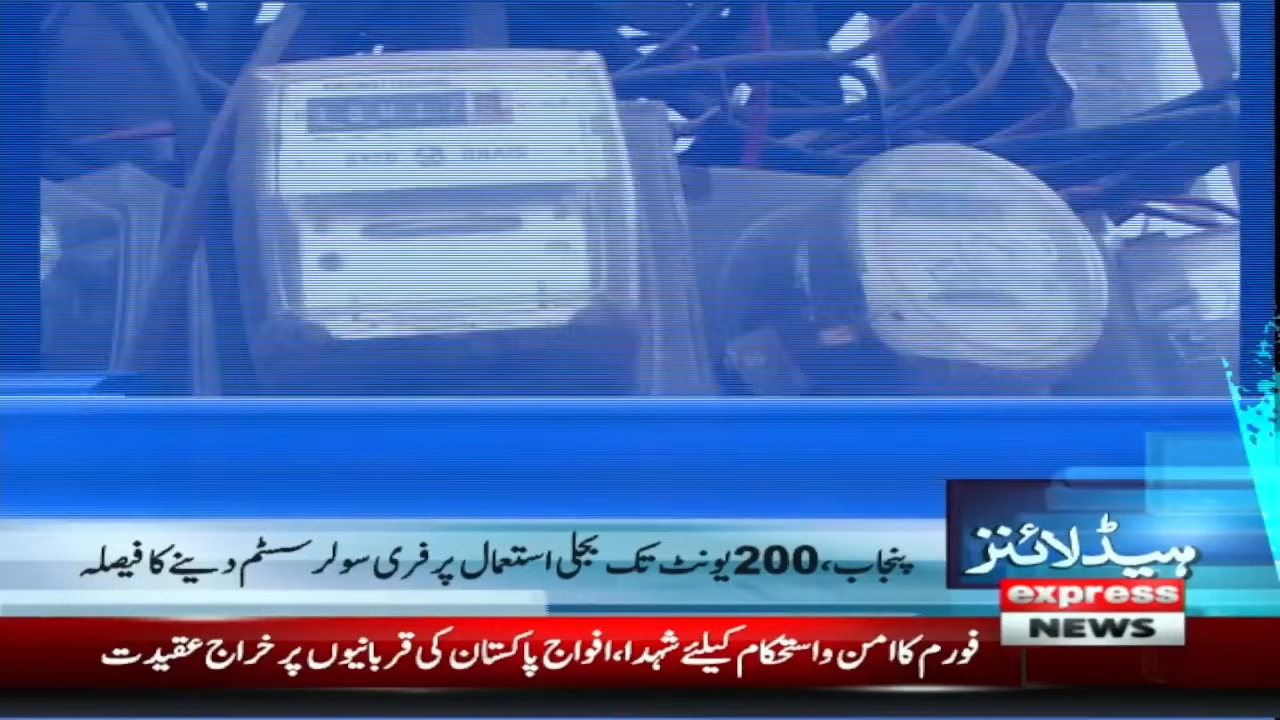 پنجاب، 200 یونٹ تک بجلی استعمال پر فری سولر سسٹم دینے کا فیصلہ
ہیڈلائنز
express
NEWS
فورم کا امن و استحکام کیلئے شہدا، افواج پاکستان کی قربانیوں پر خراج عقیدت